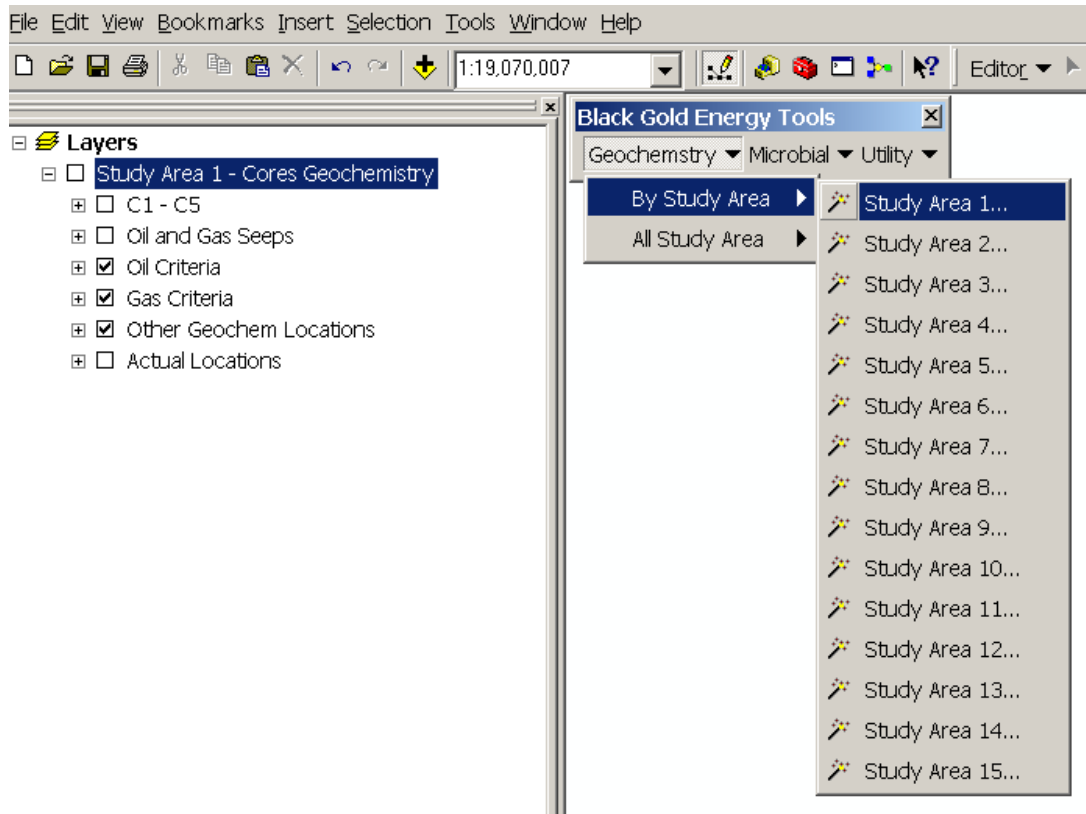 File Edit View Bookmarks Insert Selection Tools Window Help
1:19,070,007 Editor
Layers
Study Area 1 - Cores Geochemistry
C1 - C5
Oil and Gas Seeps
Oil Criteria
Gas Criteria
Other Geochem Locations
Actual Locations
Black Gold Energy Tools
Geochemstry Microbial Utility
By Study Area
All Study Area
Study Area 1...
Study Area 2...
Study Area 3...
Study Area 4...
Study Area 5...
Study Area 6...
Study Area 7...
Study Area 8...
Study Area 9...
Study Area 10...
Study Area 11...
Study Area 12...
Study Area 13...
Study Area 14...
Study Area 15...